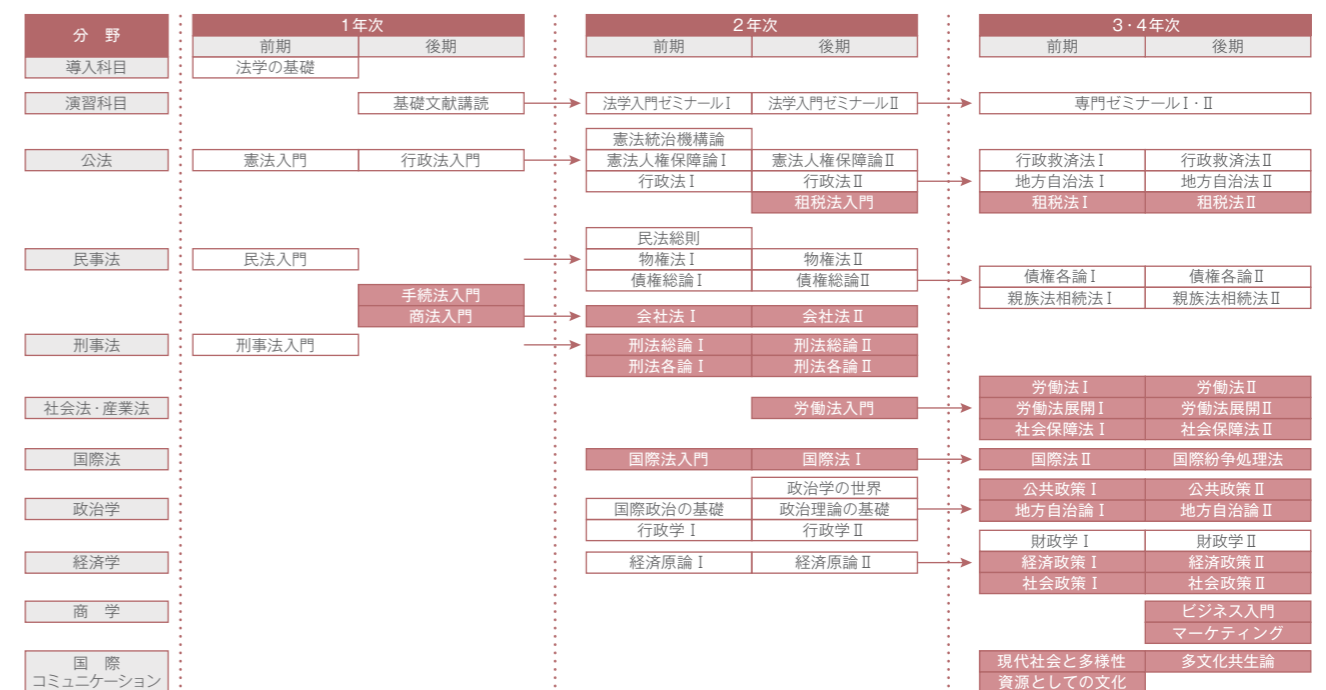 分 野 1年次 2年次 3・4年次
前期 後期 前期 後期 前期 後期
導入科目 法学の基礎
演習科目 基礎文献講読 法学入門ゼミナールⅠ 法学入門ゼミナールⅡ 専門ゼミナールⅠ・Ⅱ
憲法統治機構論
公法 憲法入門 行政法入門 憲法人権保障論Ⅰ 憲法人権保障論Ⅱ 行政救済法Ⅰ 行政救済法Ⅱ
行政法Ⅰ 行政法Ⅱ 地方自治法Ⅰ 地方自治法Ⅱ
租税法入門 租税法Ⅰ 租税法Ⅱ
民法総則
民事法 民法入門 物権法Ⅰ 物権法Ⅱ
債権総論Ⅰ 債権総論Ⅱ 債権各論Ⅰ 債権各論Ⅱ
手続法入門 親族法相続法Ⅰ 親族法相続法Ⅱ
商法入門 会社法Ⅰ 会社法Ⅱ
刑事法 刑事法入門 刑法総論Ⅰ 刑法総論Ⅱ
刑法各論Ⅰ 刑法各論Ⅱ
労働法Ⅰ 労働法Ⅱ
社会法・産業法 労働法入門 労働法展開Ⅰ 労働法展開Ⅱ
社会保障法Ⅰ 社会保障法Ⅱ
国際法 国際法入門 国際法Ⅰ 国際法Ⅱ 国際紛争処理法
政治学の世界 公共政策Ⅰ 公共政策Ⅱ
政治学 国際政治の基礎 政治理論の基礎 地方自治論Ⅰ 地方自治論Ⅱ
行政学Ⅰ 行政学Ⅱ
財政学Ⅰ 財政学Ⅱ
経済学 経済原論Ⅰ 経済原論Ⅱ 経済政策Ⅰ 経済政策Ⅱ
社会政策Ⅰ 社会政策Ⅱ
商 学 ビジネス入門
マーケティング
国 際 現代社会と多様性 多文化共生論
コミュニケーション 資源としての文化